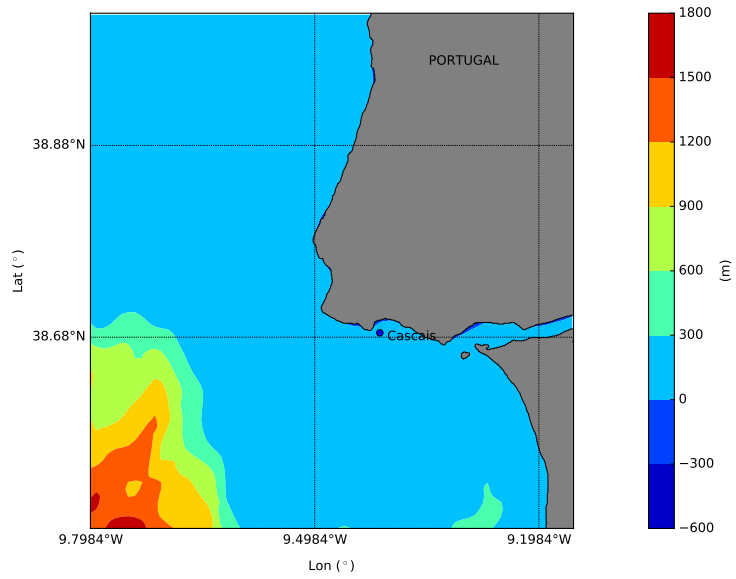 PORTUGAL
38.88°N
38.68°N
Cascais
9.7984°W
9.4984°W
9.1984°W
Lon (°)
Lat (°)
1800
1500
1200
900
600
300
0
−300
−600
(m)